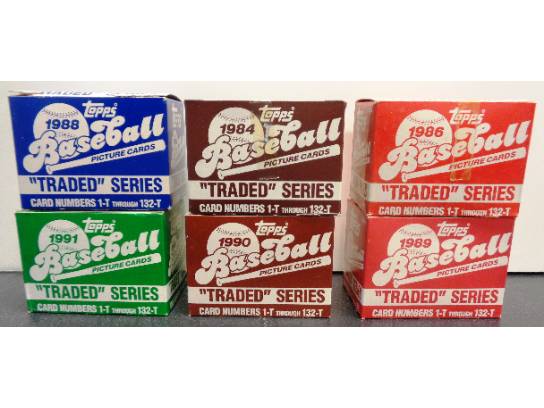 Topps
1988
Baseball
PICTURE CARDS
"TRADED" SERIES
CARD NUMBERS 1-T THROUGH 132-T
Topps
1984
Baseball
PICTURE CARDS
"TRADED" SERIES
CARD NUMBERS 1-T THROUGH 132-T
Topps
1986
Baseball
PICTURE CARDS
"TRADED" SERIES
CARD NUMBERS 1-T THROUGH 132-T
Topps
1991
Baseball
PICTURE CARDS
"TRADED" SERIES
CARD NUMBERS 1-T THROUGH 132-T
Topps
1990
Baseball
PICTURE CARDS
"TRADED" SERIES
CARD NUMBERS 1-T THROUGH 132-T
Topps
1989
Baseball
PICTURE CARDS
"TRADED" SERIES
CARD NUMBERS 1-T THROUGH 132-T